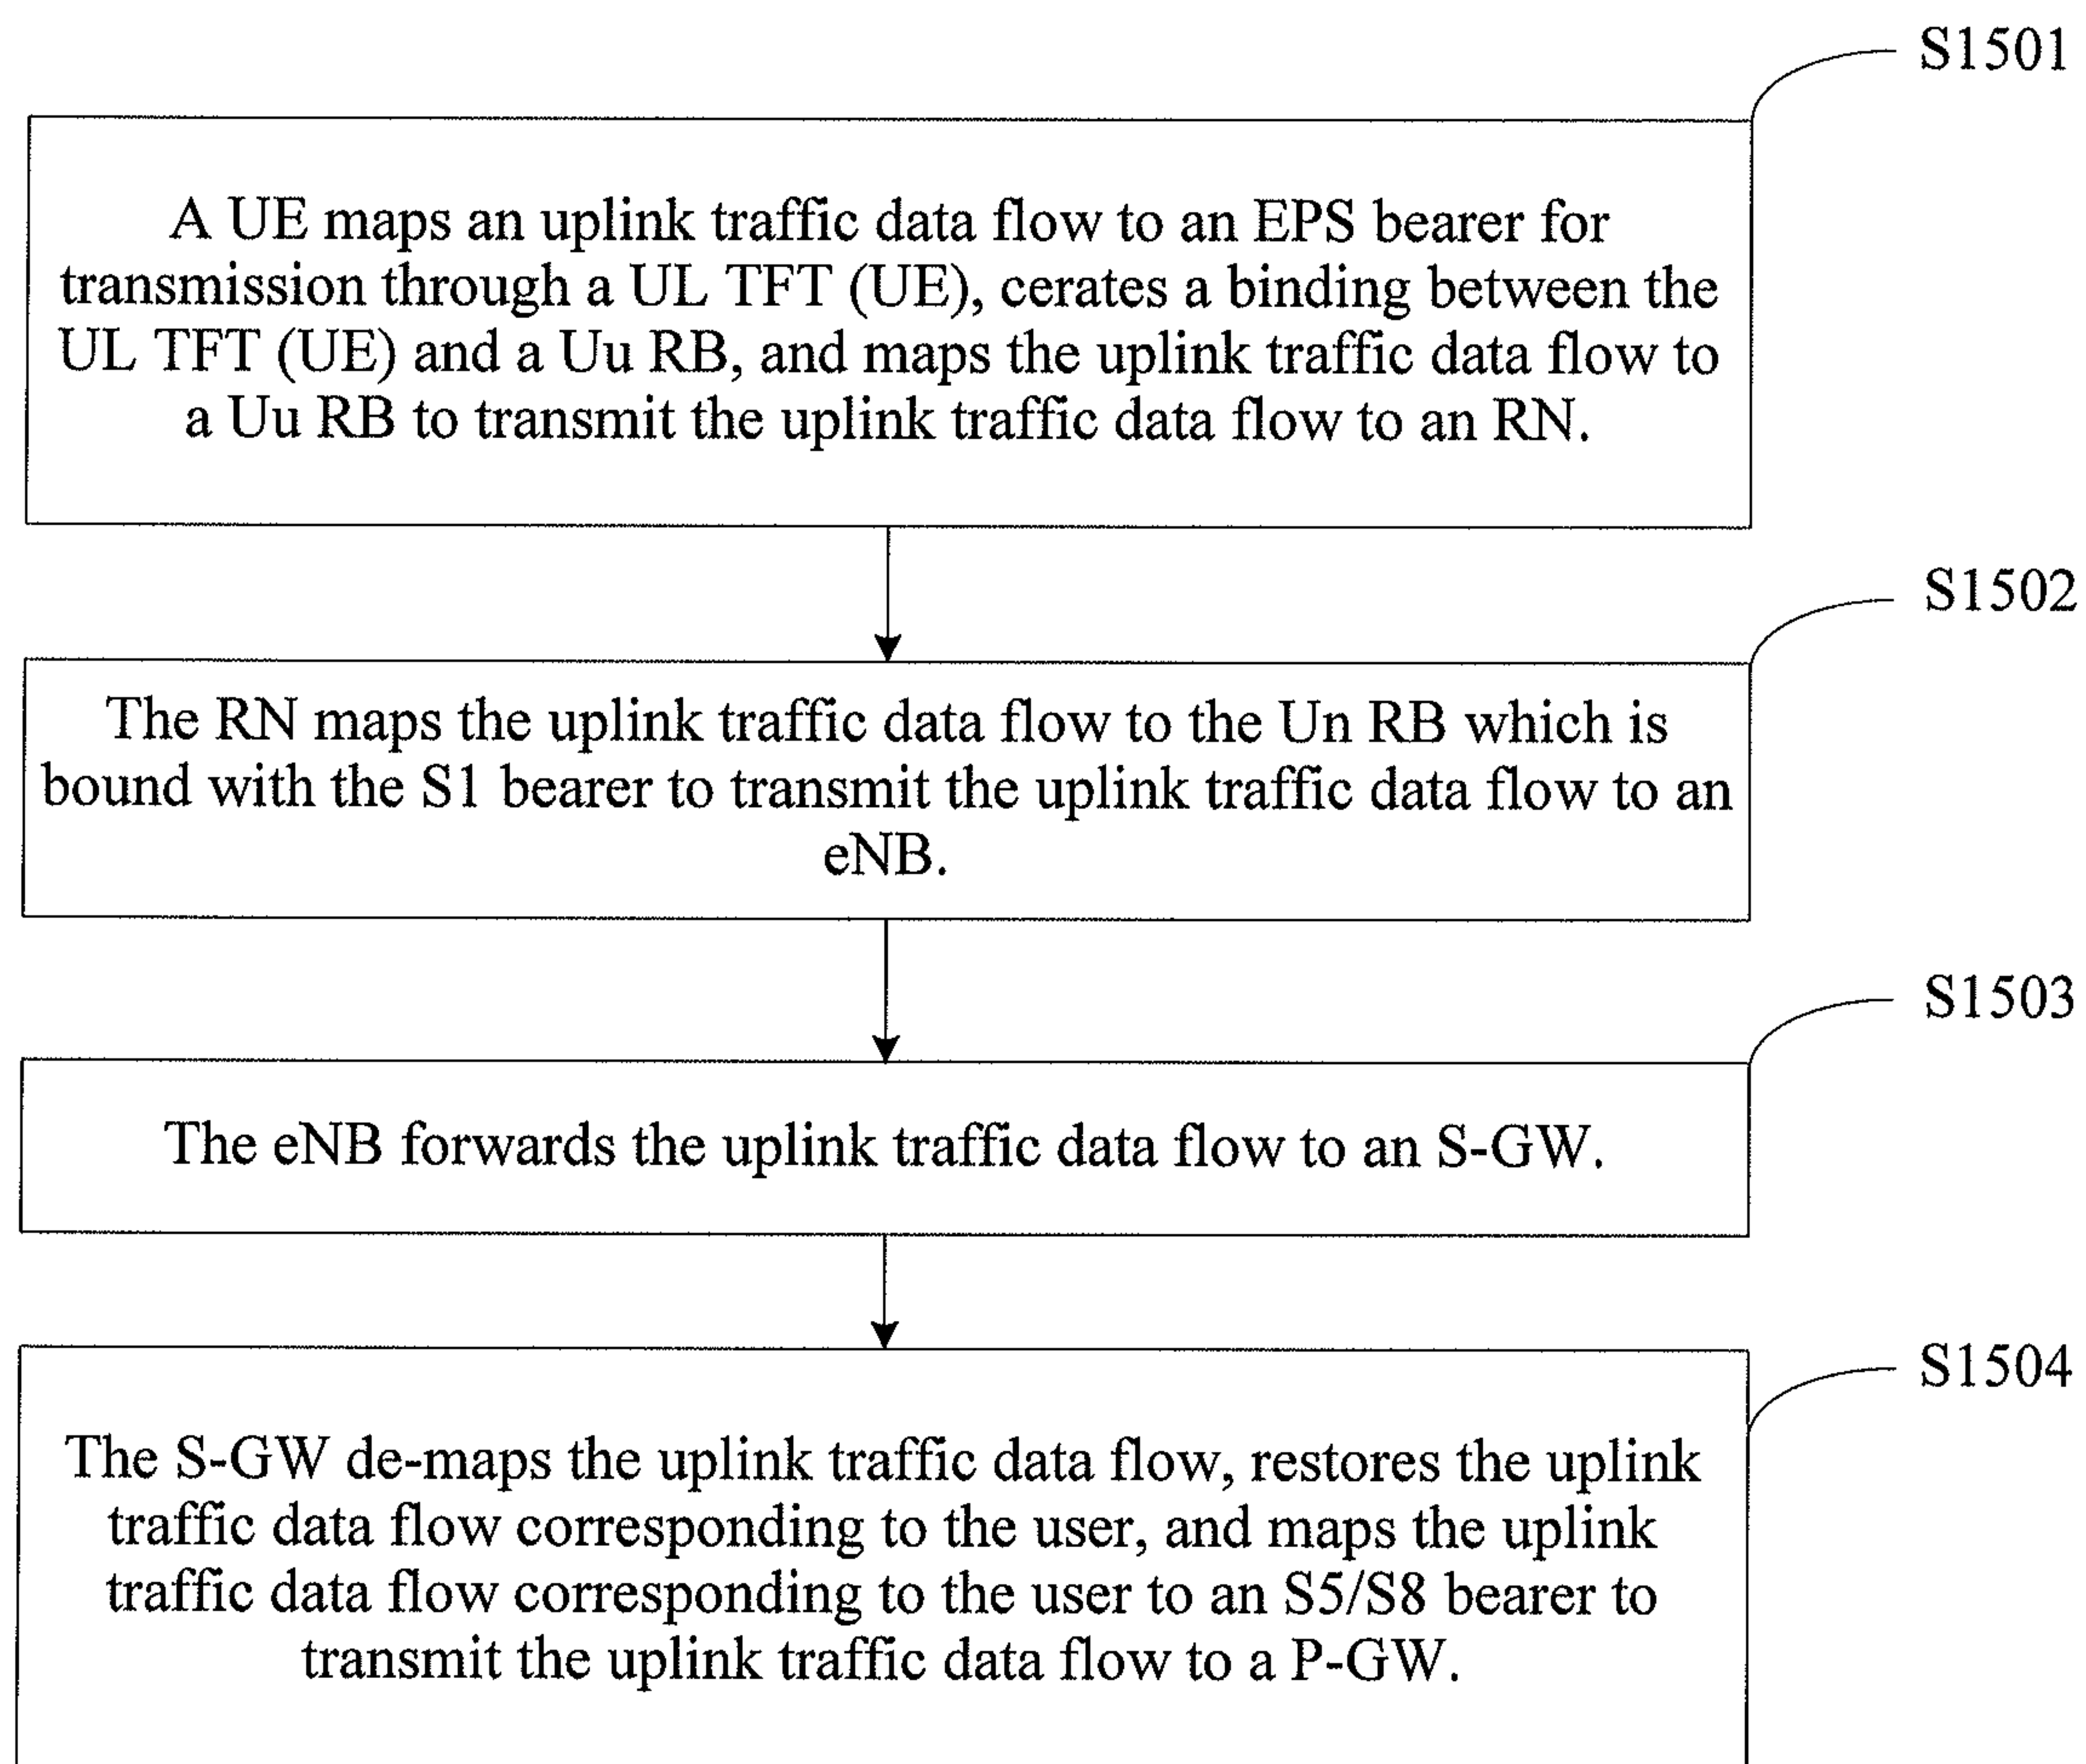 S1501
A UE maps an uplink traffic data flow to an EPS bearer for
transmission through a UL TFT (UE), cerates a binding between the
UL TFT (UE) and a Uu RB, and maps the uplink traffic data flow to
a Uu RB to transmit the uplink traffic data flow to an RN.
S1502
The RN maps the uplink traffic data flow to the Un RB which is
bound with the S1 bearer to transmit the uplink traffic data flow to an
eNB.
S1503
The eNB forwards the uplink traffic data flow to an S-GW.
S1504
The S-GW de-maps the uplink traffic data flow, restores the uplink
traffic data flow corresponding to the user, and maps the uplink
traffic data flow corresponding to the user to an S5/S8 bearer to
transmit the uplink traffic data flow to a P-GW.